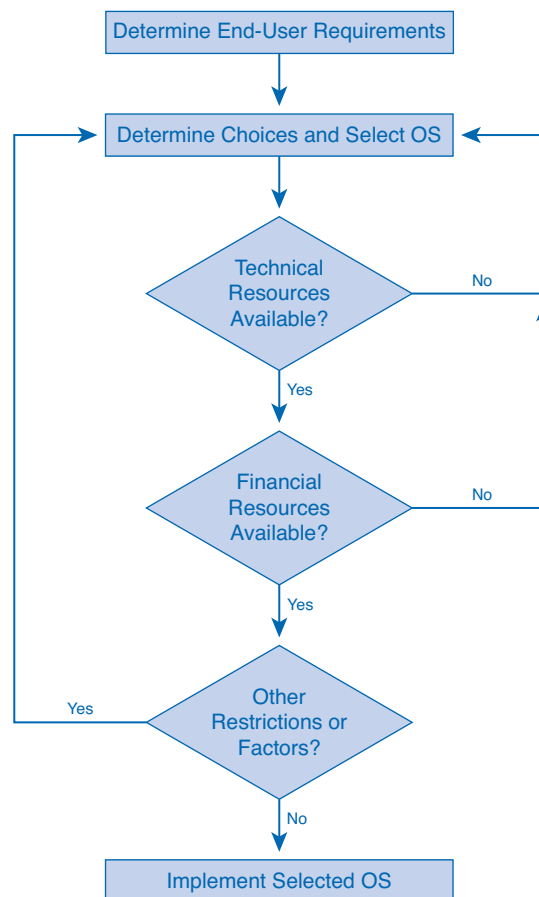 Determine End-User Requirements
Determine Choices and Select OS
Technical
Resources
Available?
No
Yes
Financial
Resources
Available?
No
Yes
Other
Restrictions or
Factors?
Yes
No
Implement Selected OS